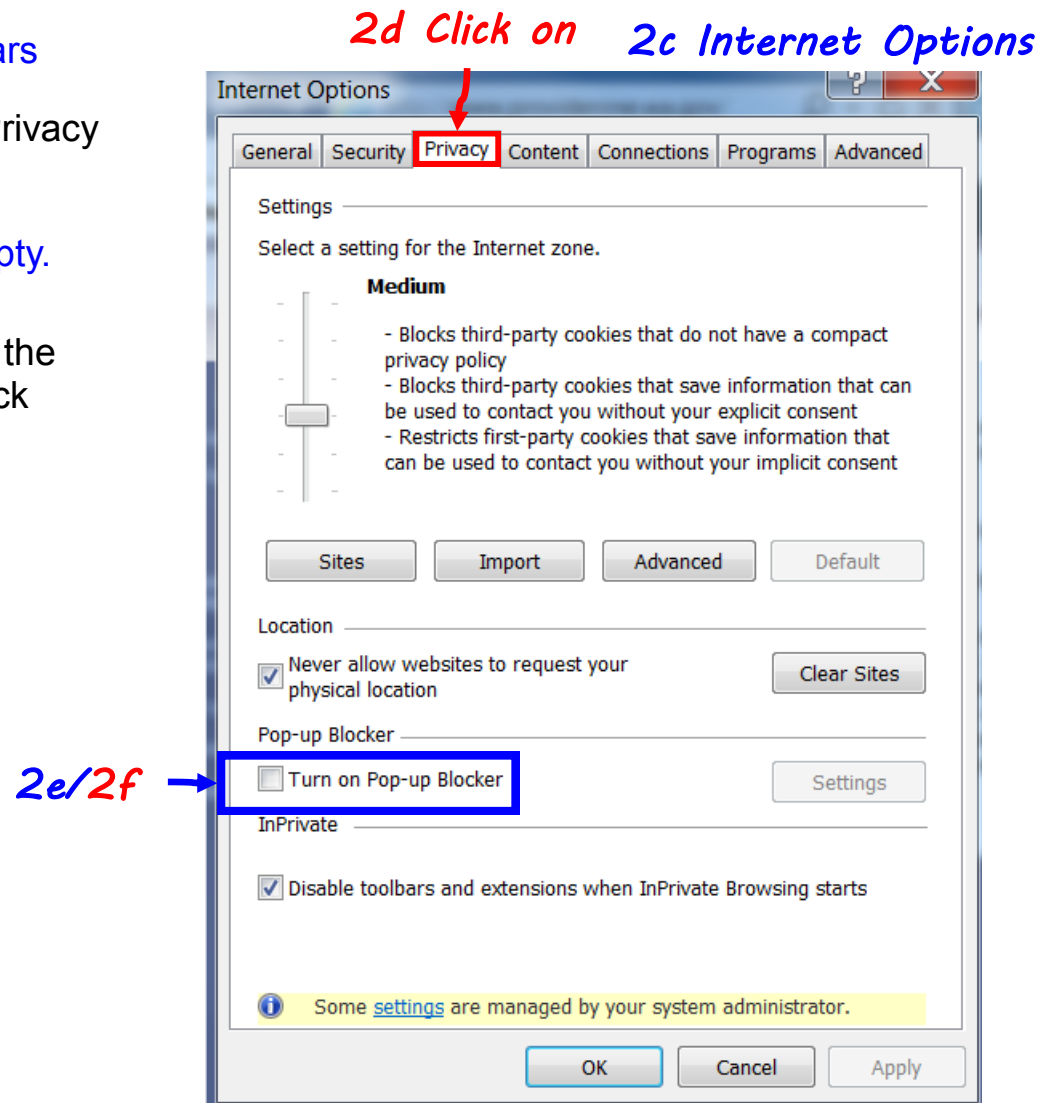 2d Click on 2c Internet Options
ars
Internet Options
rivacy
General Security Privacy Content Connections Programs Advanced
Settings
Select a setting for the Internet zone.
pty.
Medium
- Blocks third-party cookies that do not have a compact
privacy policy
the
- Blocks third-party cookies that save information that can
ck
be used to contact you without your explicit consent
- Restricts first-party cookies that save information that
can be used to contact you without your implicit consent
Sites Import Advanced Default
Location
Never allow websites to request your
physical location
Clear Sites
Pop-up Blocker
2e/2f
Turn on Pop-up Blocker Settings
InPrivate
Disable toolbars and extensions when InPrivate Browsing starts
Some settings are managed by your system administrator.
OK Cancel Apply